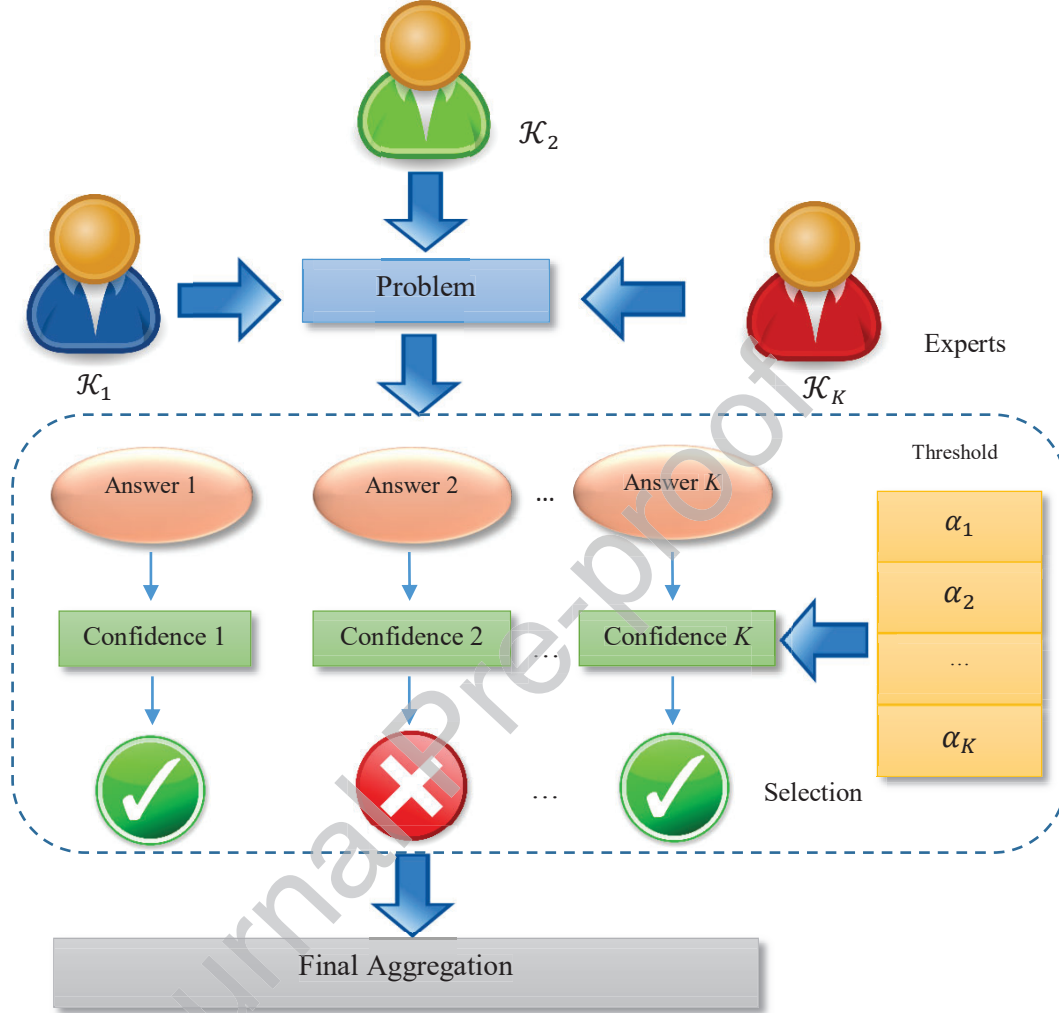 𝒦₂
Problem
Experts
𝒦₁
𝒦_K
Threshold
Answer 1
Answer 2
...
Answer K
α₁
α₂
...
α_K
Confidence 1
Confidence 2
...
Confidence K
...
Selection
Final Aggregation
urnal Pre-proof